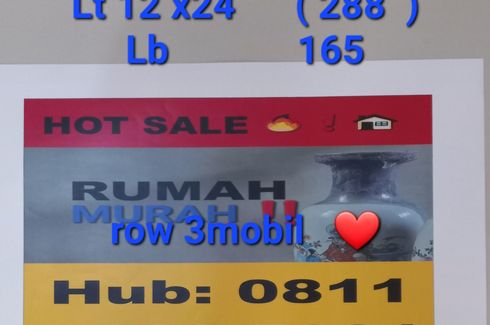 Lt 12 x24 ( 288 )
Lb 165
HOT SALE
RUMAH
MURAH !!
row 3mobil
Hub: 0811